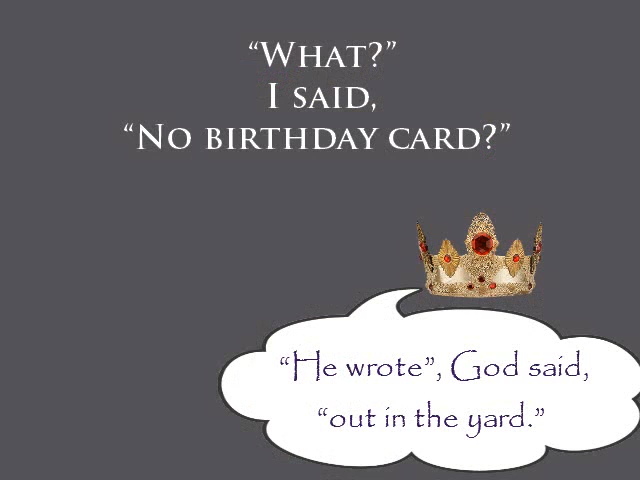 “What?”
I said,
“No birthday card?”
“He wrote”, God said,
“out in the yard.”